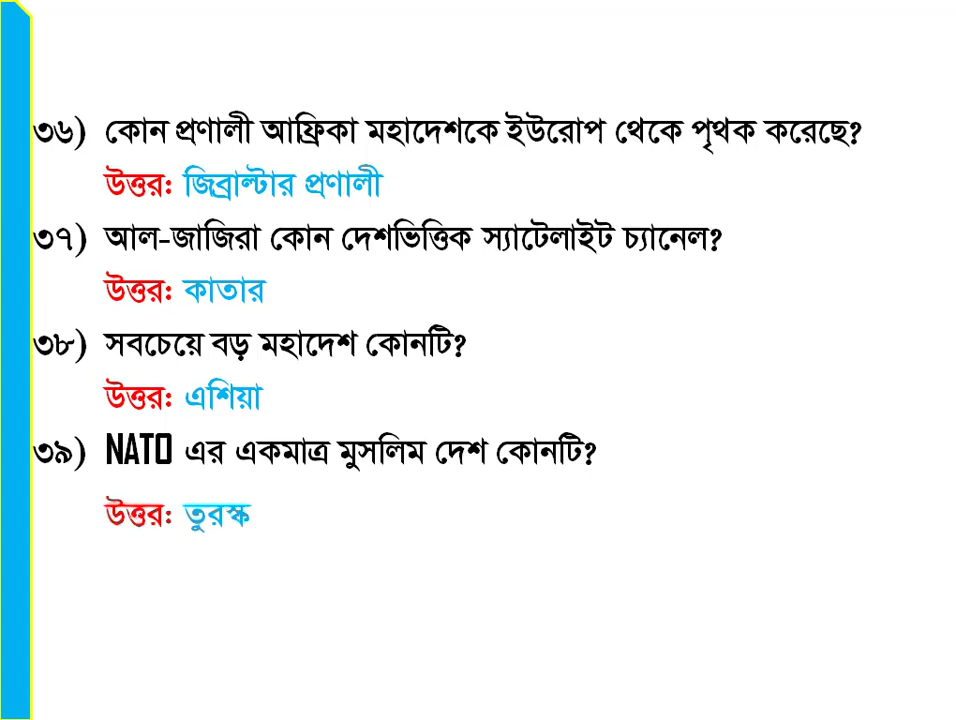 ৩৬) কোন প্রণালী আফ্রিকা মহাদেশকে ইউরোপ থেকে পৃথক করেছে?
উত্তর: জিব্রাল্টার প্রণালী
৩৭) আল-জাজিরা কোন দেশভিত্তিক স্যাটেলাইট চ্যানেল?
উত্তর: কাতার
৩৮) সবচেয়ে বড় মহাদেশ কোনটি?
উত্তর: এশিয়া
৩৯) NATO এর একমাত্র মুসলিম দেশ কোনটি?
উত্তর: তুরস্ক